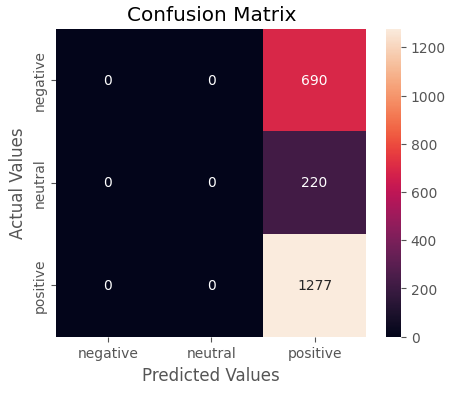 Confusion Matrix
Actual Values
negative
neutral
positive
0 0 690
0 0 220
0 0 1277
negative neutral positive
Predicted Values
1200
1000
800
600
400
200
0